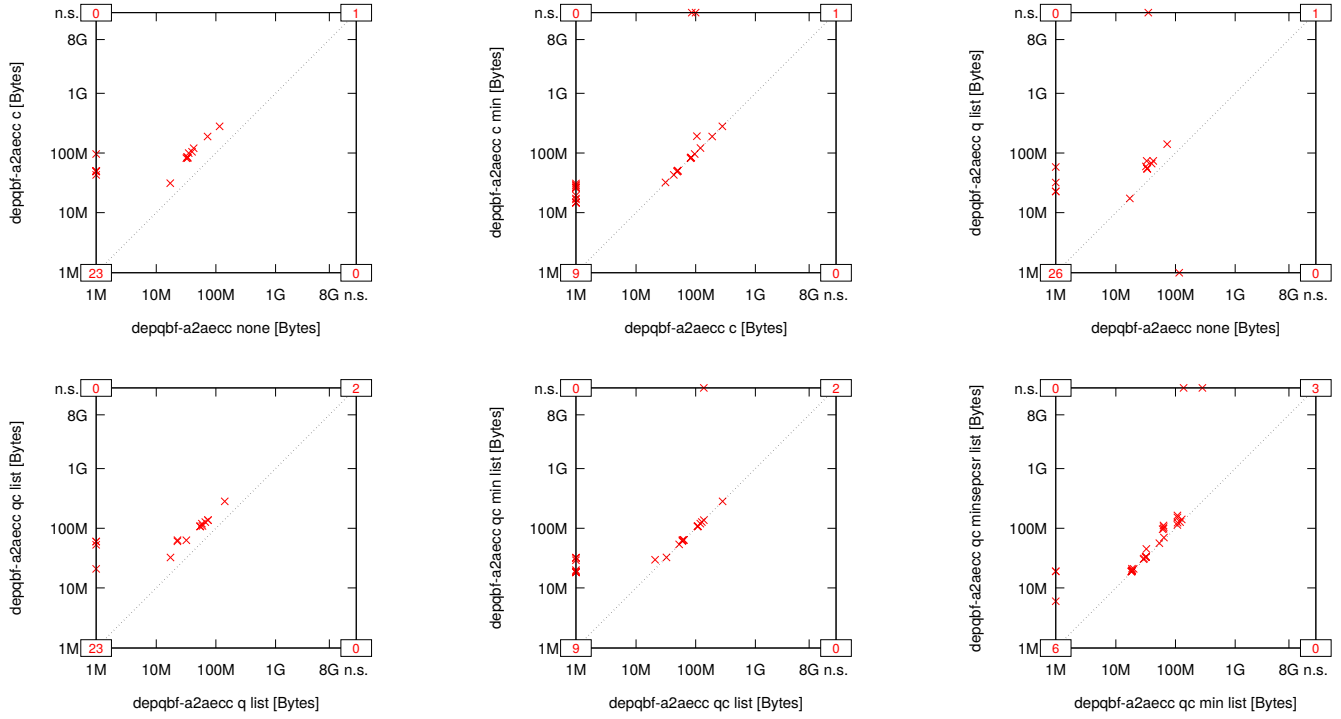 n.s. 0 1
8G
1G
100M
10M
1M 23 0
1M 10M 100M 1G 8G n.s.
depqbf-a2aecc c [Bytes]
depqbf-a2aecc none [Bytes]
n.s. 0 1
8G
1G
100M
10M
1M 9 0
1M 10M 100M 1G 8G n.s.
depqbf-a2aecc c min [Bytes]
depqbf-a2aecc c [Bytes]
n.s. 0 1
8G
1G
100M
10M
1M 26 0
1M 10M 100M 1G 8G n.s.
depqbf-a2aecc q list [Bytes]
depqbf-a2aecc none [Bytes]
n.s. 0 2
8G
1G
100M
10M
1M 23 0
1M 10M 100M 1G 8G n.s.
depqbf-a2aecc qc list [Bytes]
depqbf-a2aecc q list [Bytes]
n.s. 0 2
8G
1G
100M
10M
1M 9 0
1M 10M 100M 1G 8G n.s.
depqbf-a2aecc qc min list [Bytes]
depqbf-a2aecc qc list [Bytes]
n.s. 0 3
8G
1G
100M
10M
1M 6 0
1M 10M 100M 1G 8G n.s.
depqbf-a2aecc qc minsepcsr list [Bytes]
depqbf-a2aecc qc min list [Bytes]